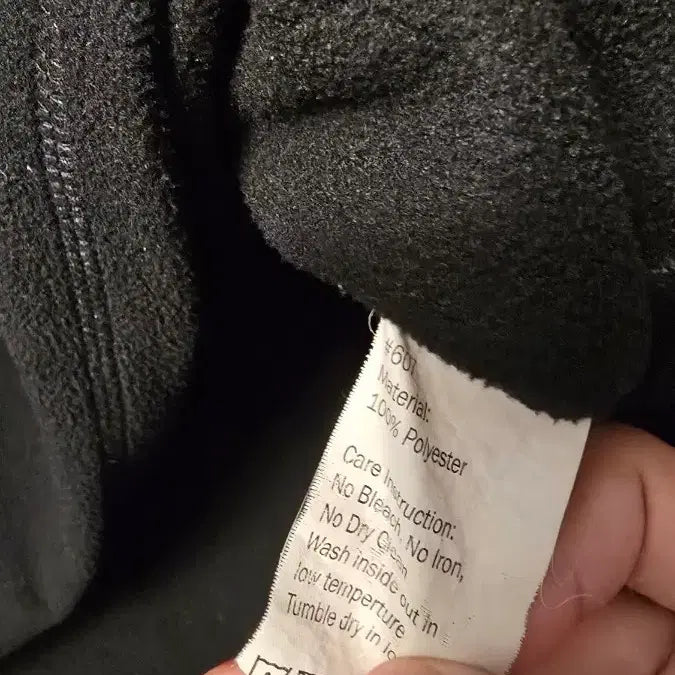 #601
Material:
100% Polyester
Care Instruction:
No Bleach, No Iron,
No Dry Clean
Wash inside out in
low temperture
Tumble dry in lo